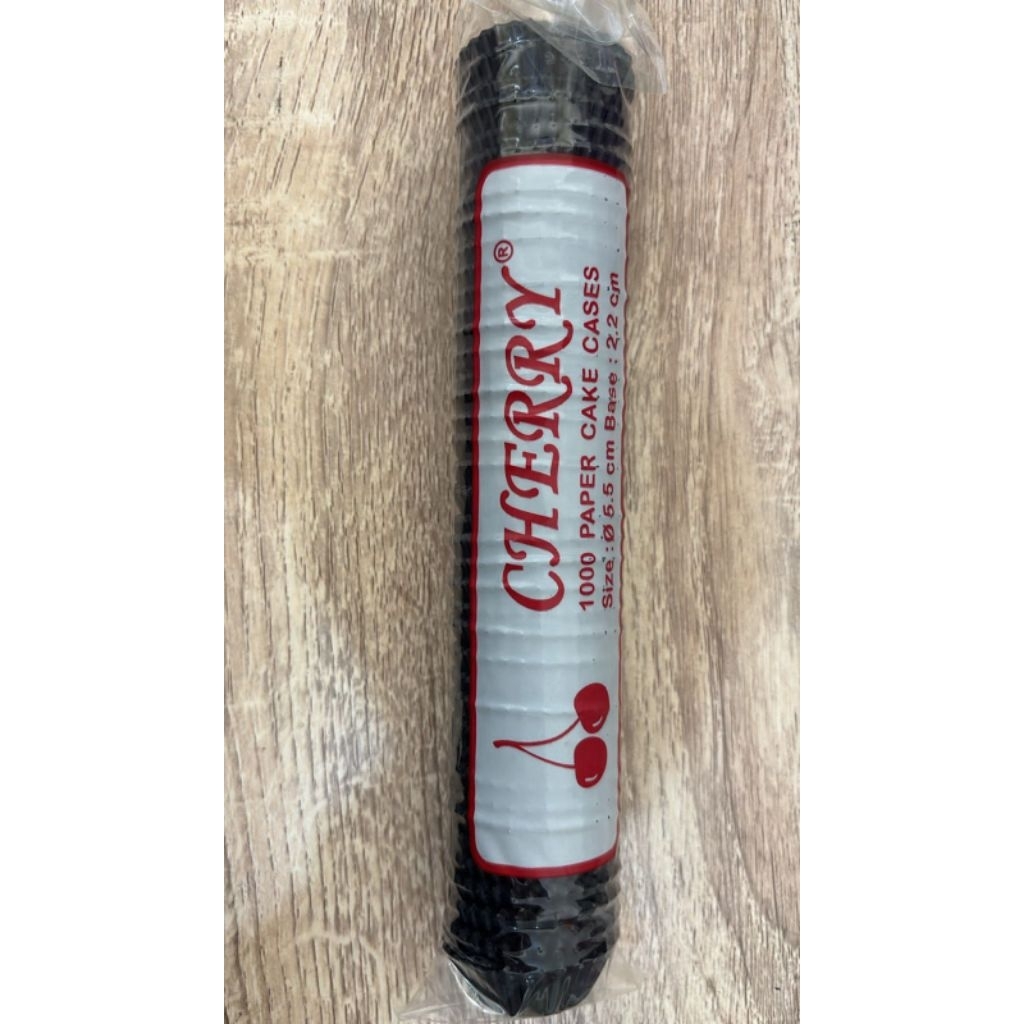 CHERRY®
1000 PAPER CAKE CASES
Size : Ø 5.5 cm Base : 2.2 cm